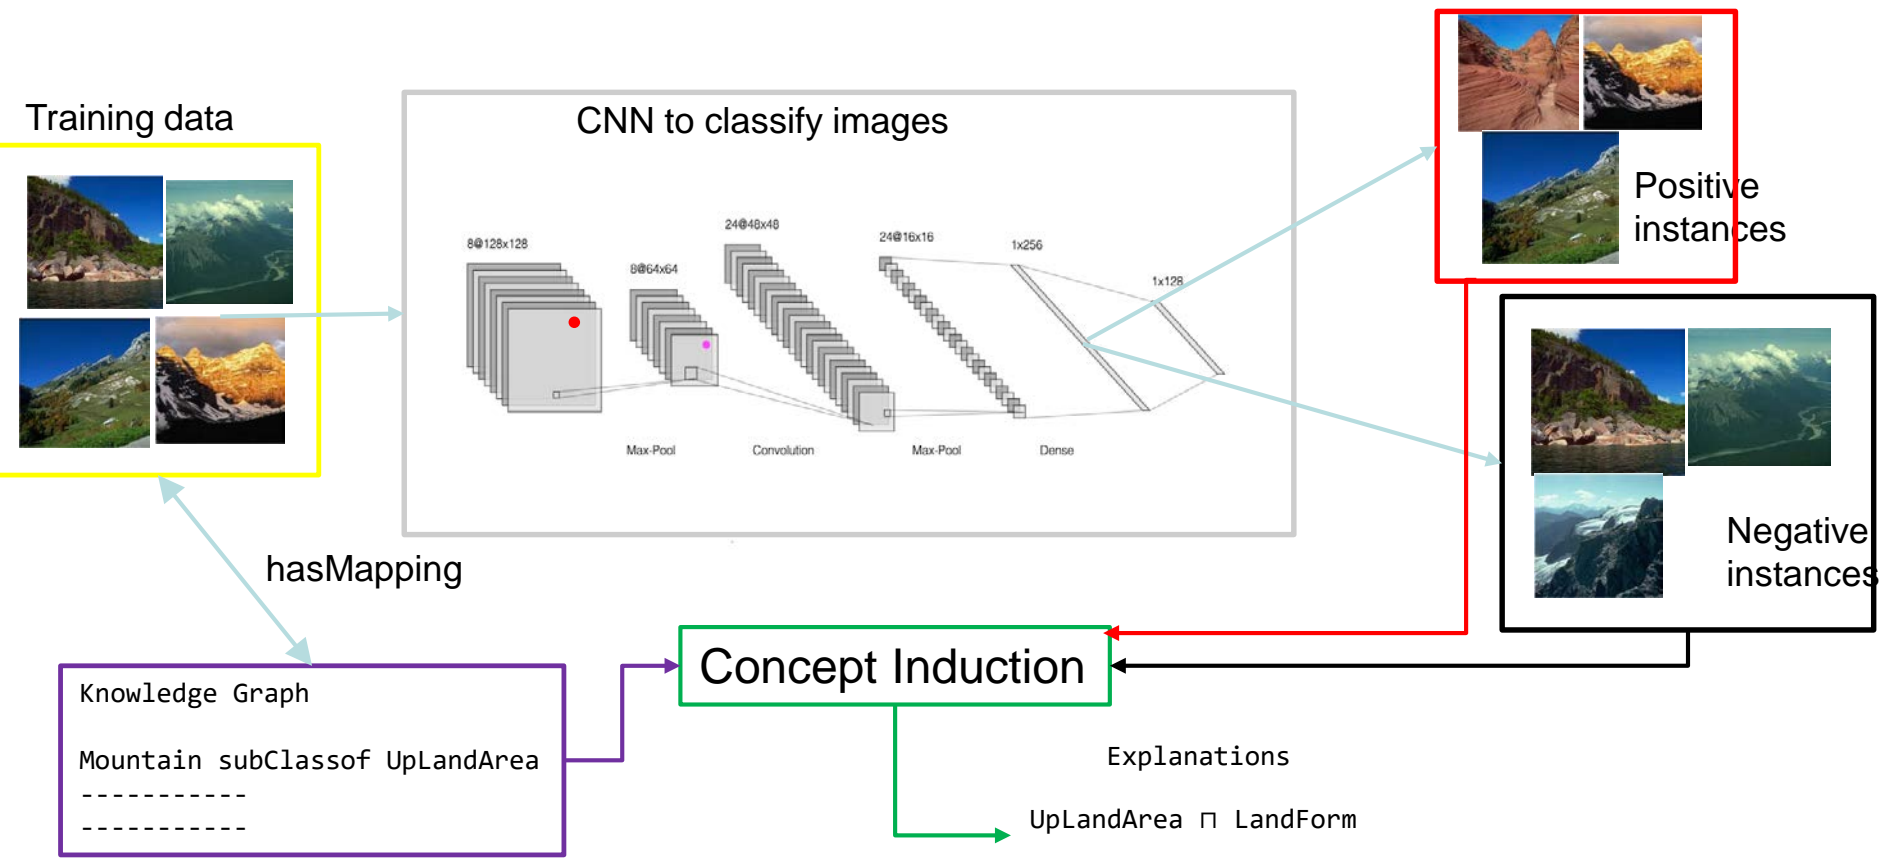 Training data
CNN to classify images
8@128x128
8@64x64
24@48x48
24@16x16
1x256
1x128
Max-Pool
Convolution
Max-Pool
Dense
Positive
instances
Negative
instances
hasMapping
Knowledge Graph
Mountain subClassof UpLandArea
-----------
-----------
Concept Induction
Explanations
UpLandArea ⊓ LandForm